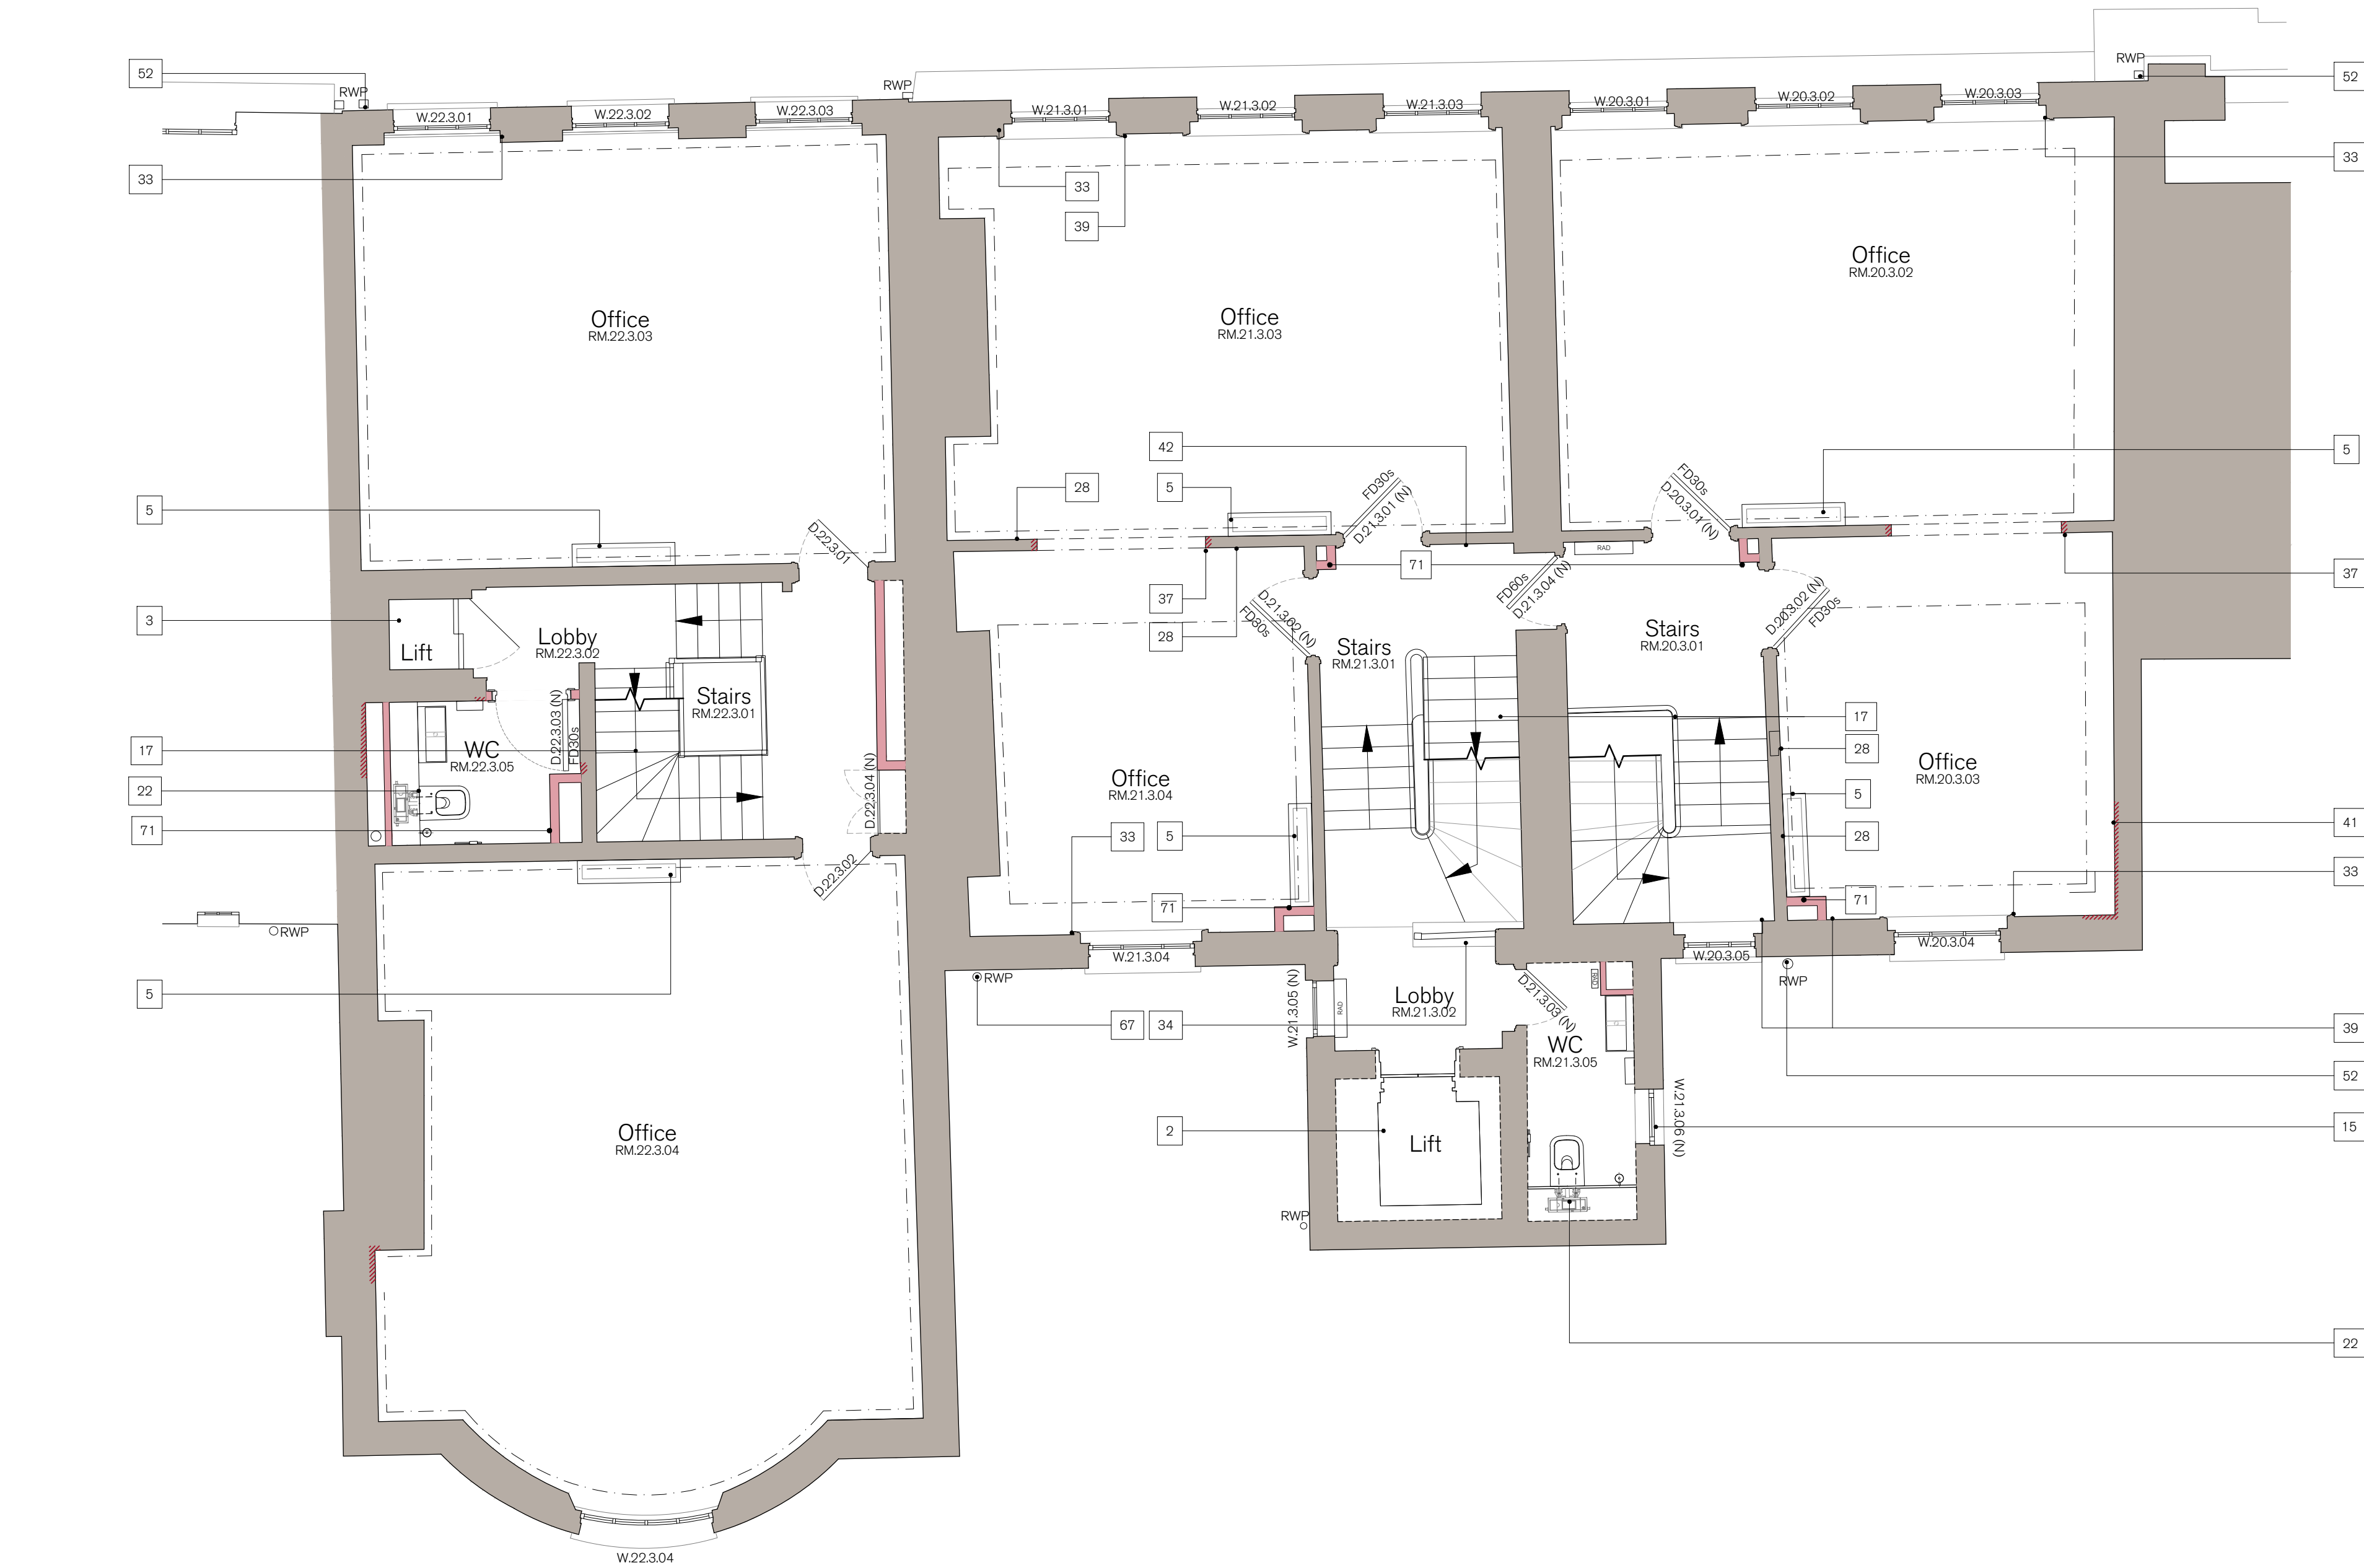 52
RWP
RWP
RWP
52
W.22.3.01
W.22.3.02
W.22.3.03
W.21.3.01
W.21.3.02
W.21.3.03
W.20.3.01
W.20.3.02
W.20.3.03
33
33
39
33
Office
RM.22.3.03
Office
RM.21.3.03
Office
RM.20.3.02
5
28
42
5
FD30s
D.21.3.01 (N)
FD30s
D.20.3.01 (N)
5
D.22.3.01
RAD
71
37
28
37
FD60s
D.21.3.04 (N)
D.21.3.02 (N)
FD30s
D.20.3.02 (N)
FD30s
3
Lift
Lobby
RM.22.3.02
Stairs
RM.22.3.01
Stairs
RM.21.3.01
Stairs
RM.20.3.01
17
WC
RM.22.3.05
D.22.3.03 (N)
FD30s
17
28
Office
RM.20.3.03
22
71
D.22.3.04 (N)
Office
RM.21.3.04
5
28
41
33
5
D.22.3.02
71
71
33
RWP
W.21.3.04
W.20.3.05
W.20.3.04
5
RWP
67
34
W.21.3.05 (N)
RAD
Lobby
RM.21.3.02
D.21.3.03 (N)
RAD
RWP
WC
RM.21.3.05
39
52
W.21.3.06 (N)
15
2
Lift
Office
RM.22.3.04
RWP
22
W.22.3.04